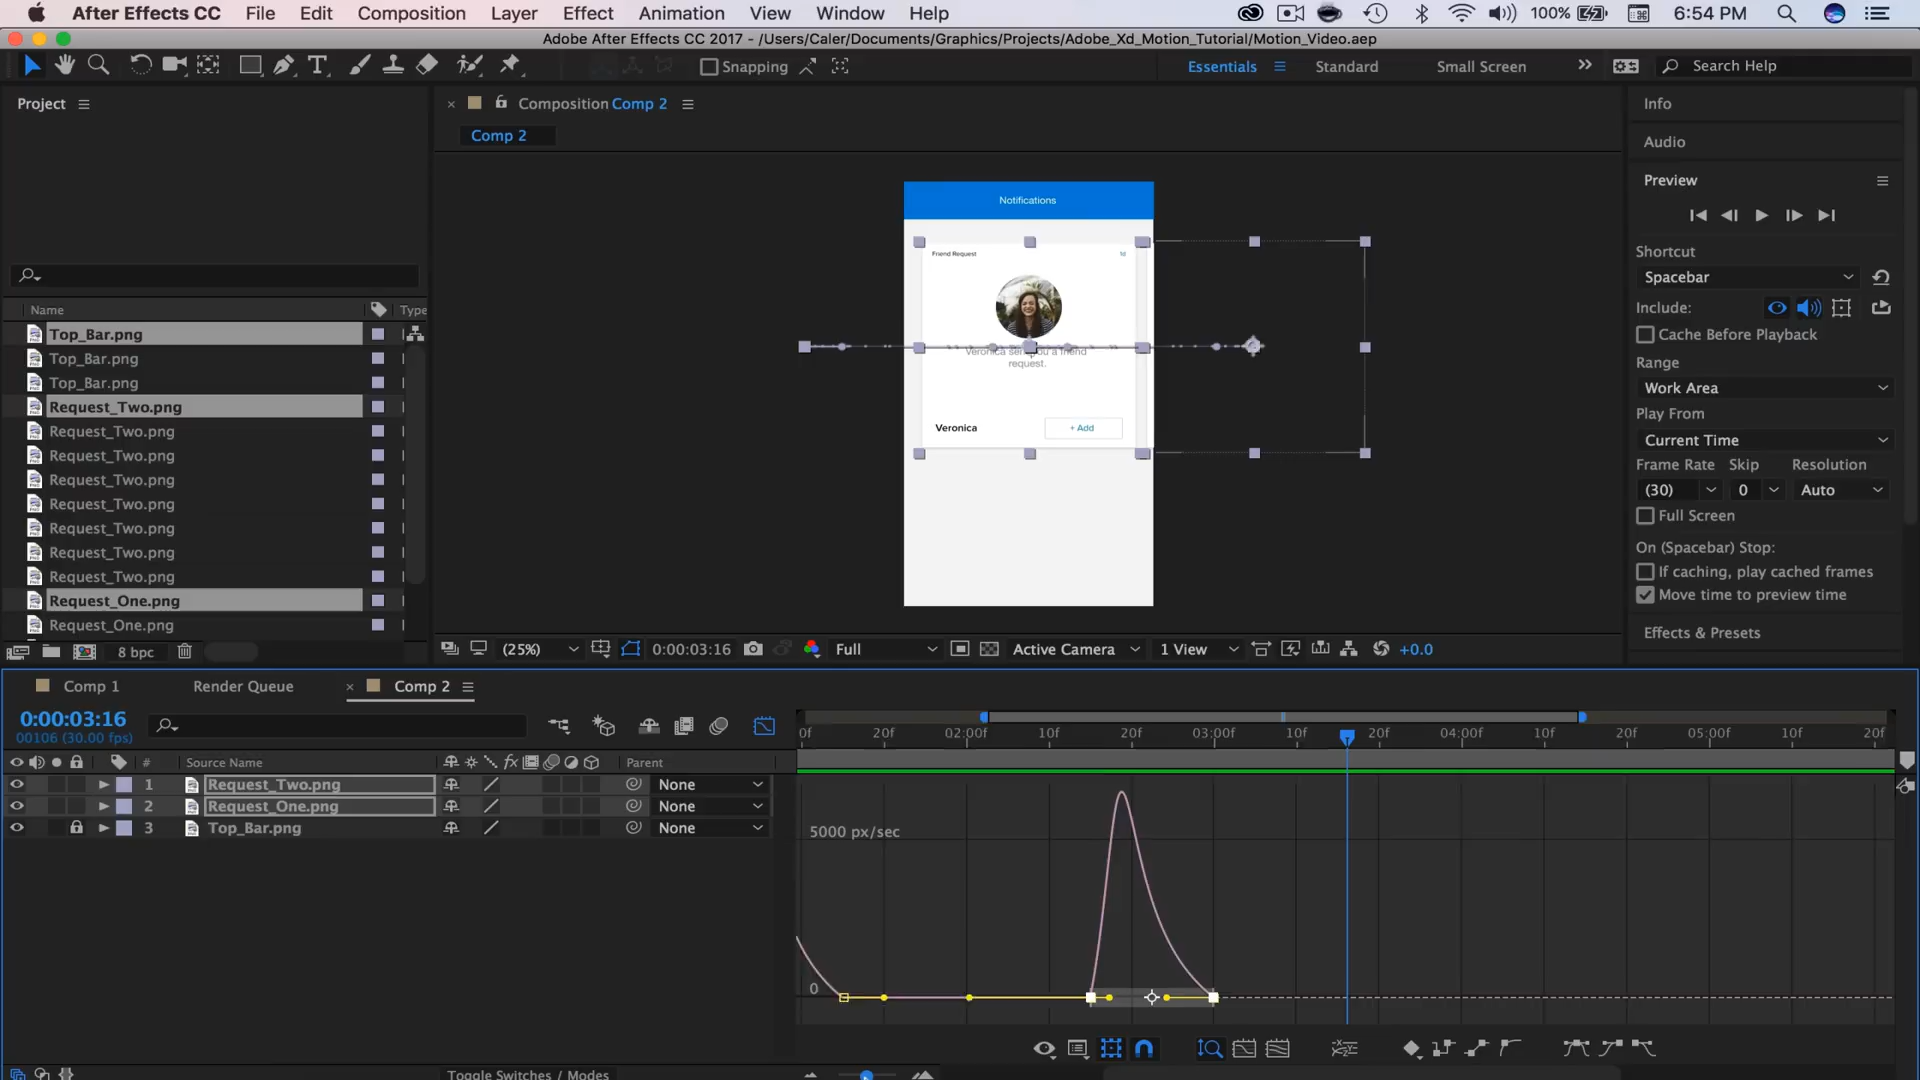 After Effects CC File Edit Composition Layer Effect Animation View Window Help 100% 6:54 PM
Adobe After Effects CC 2017 - /Users/Caler/Documents/Graphics/Projects/Adobe_Xd_Motion_Tutorial/Motion_Video.aep
Snapping Essentials Standard Small Screen Search Help
Project
Composition Comp 2
Comp 2
Name Type
Top_Bar.png
Top_Bar.png
Top_Bar.png
Request_Two.png
Request_Two.png
Request_Two.png
Request_Two.png
Request_Two.png
Request_Two.png
Request_Two.png
Request_Two.png
Request_One.png
Request_One.png
8 bpc
Notifications
Friend Request 1d
Veronica sent you a friend
request.
Veronica + Add
(25%) 0:00:03:16 Full Active Camera 1 View +0.0
Info
Audio
Preview
Shortcut
Spacebar
Include:
Cache Before Playback
Range
Work Area
Play From
Current Time
Frame Rate Skip Resolution
(30) 0 Auto
Full Screen
On (Spacebar) Stop:
If caching, play cached frames
Move time to preview time
Effects & Presets
Comp 1 Render Queue Comp 2
0:00:03:16
00106 (30.00 fps)
0f 20f 02:00f 10f 20f 03:00f 10f 20f 04:00f 10f 20f 05:00f 10f 20f
# Source Name fx Parent
1 Request_Two.png None
2 Request_One.png None
3 Top_Bar.png None
5000 px/sec
0
Toggle Switches / Modes